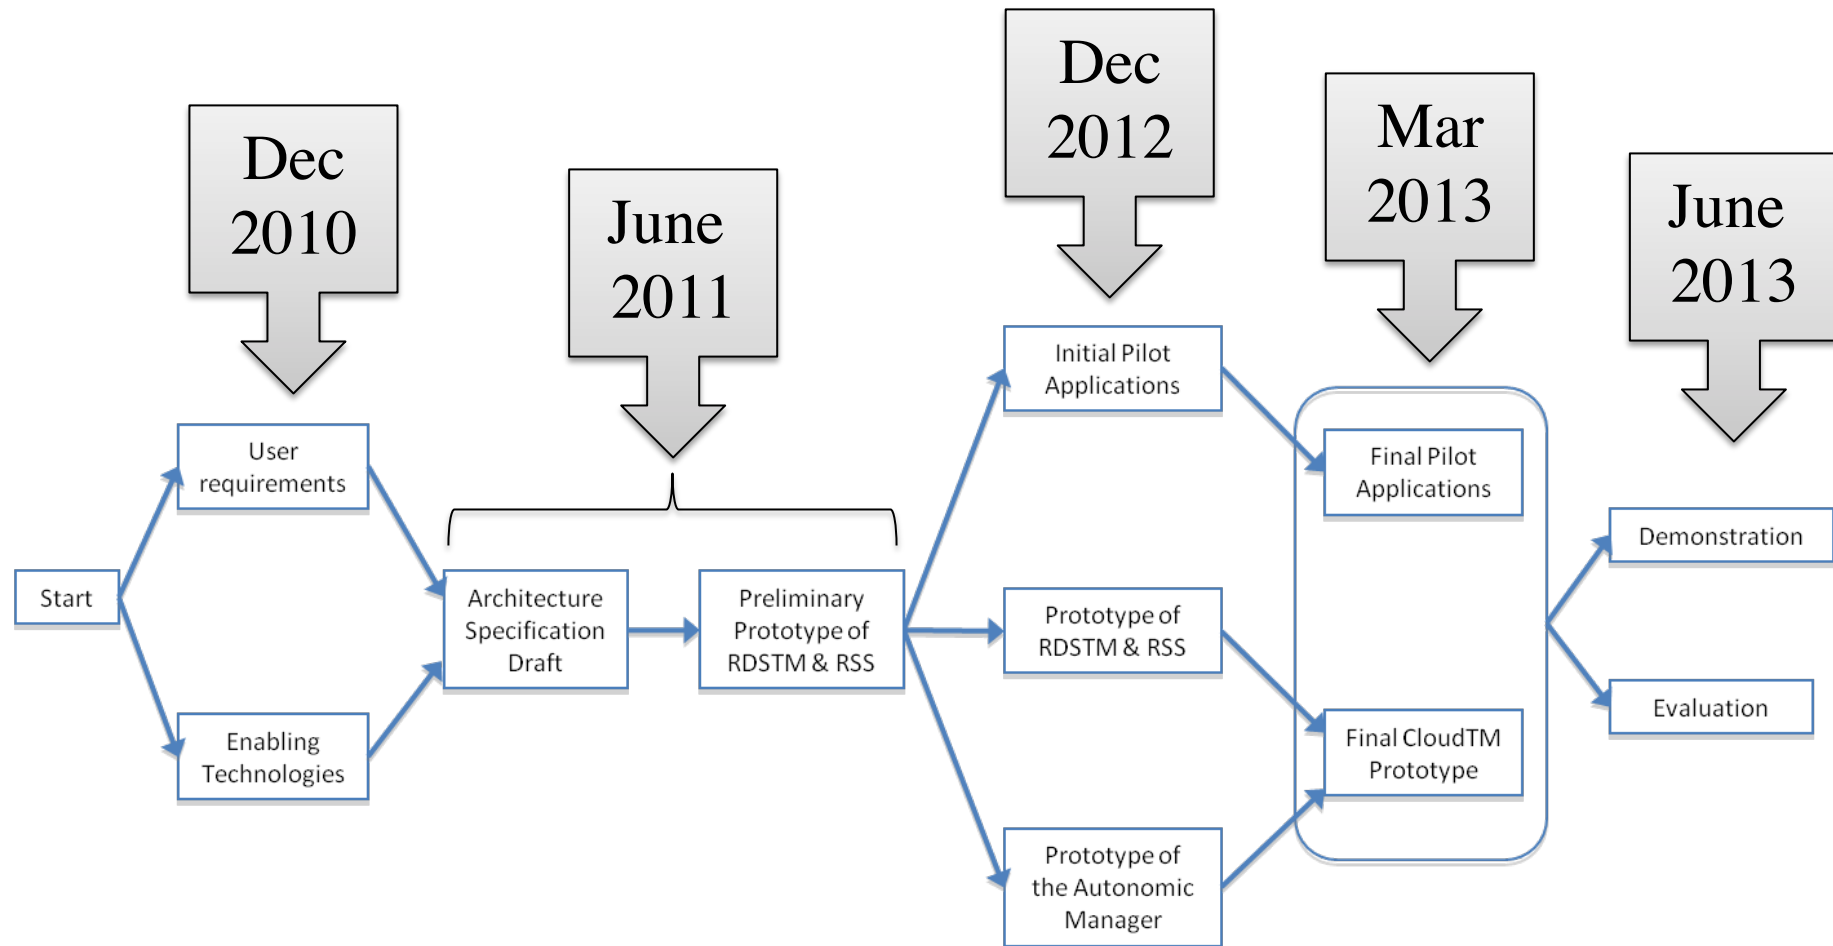 Dec
2010
June
2011
Dec
2012
Mar
2013
June
2013
Start
User
requirements
Enabling
Technologies
Architecture
Specification
Draft
Preliminary
Prototype of
RDSTM & RSS
Initial Pilot
Applications
Prototype of
RDSTM & RSS
Prototype of
the Autonomic
Manager
Final Pilot
Applications
Final CloudTM
Prototype
Demonstration
Evaluation